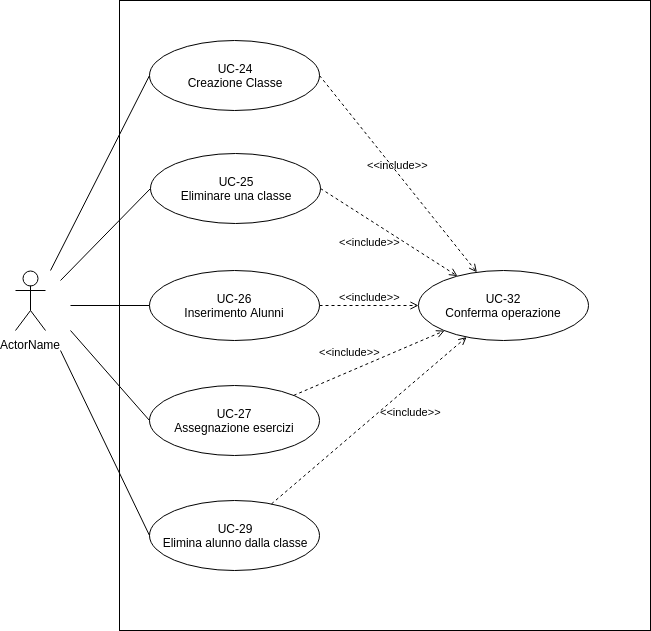 UC-24
Creazione Classe
<<include>>
UC-25
Eliminare una classe
<<include>>
UC-26
Inserimento Alunni
<<include>>
UC-32
Conferma operazione
ActorName
<<include>>
UC-27
Assegnazione esercizi
<<include>>
UC-29
Elimina alunno dalla classe